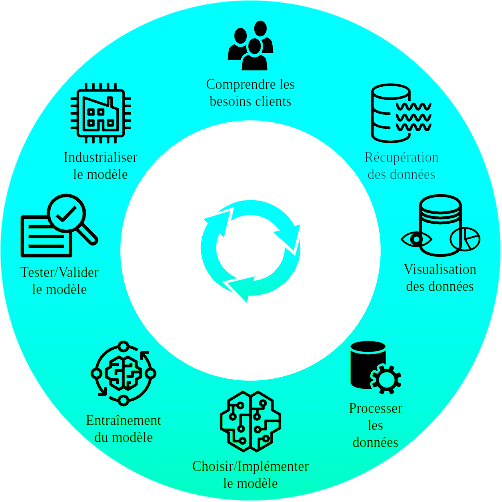 Comprendre les
besoins clients
Récupération
des données
Visualisation
des données
Processer
les
données
Choisir/Implémenter
le modèle
Entraînement
du modèle
Tester/Valider
le modèle
Industrialiser
le modèle